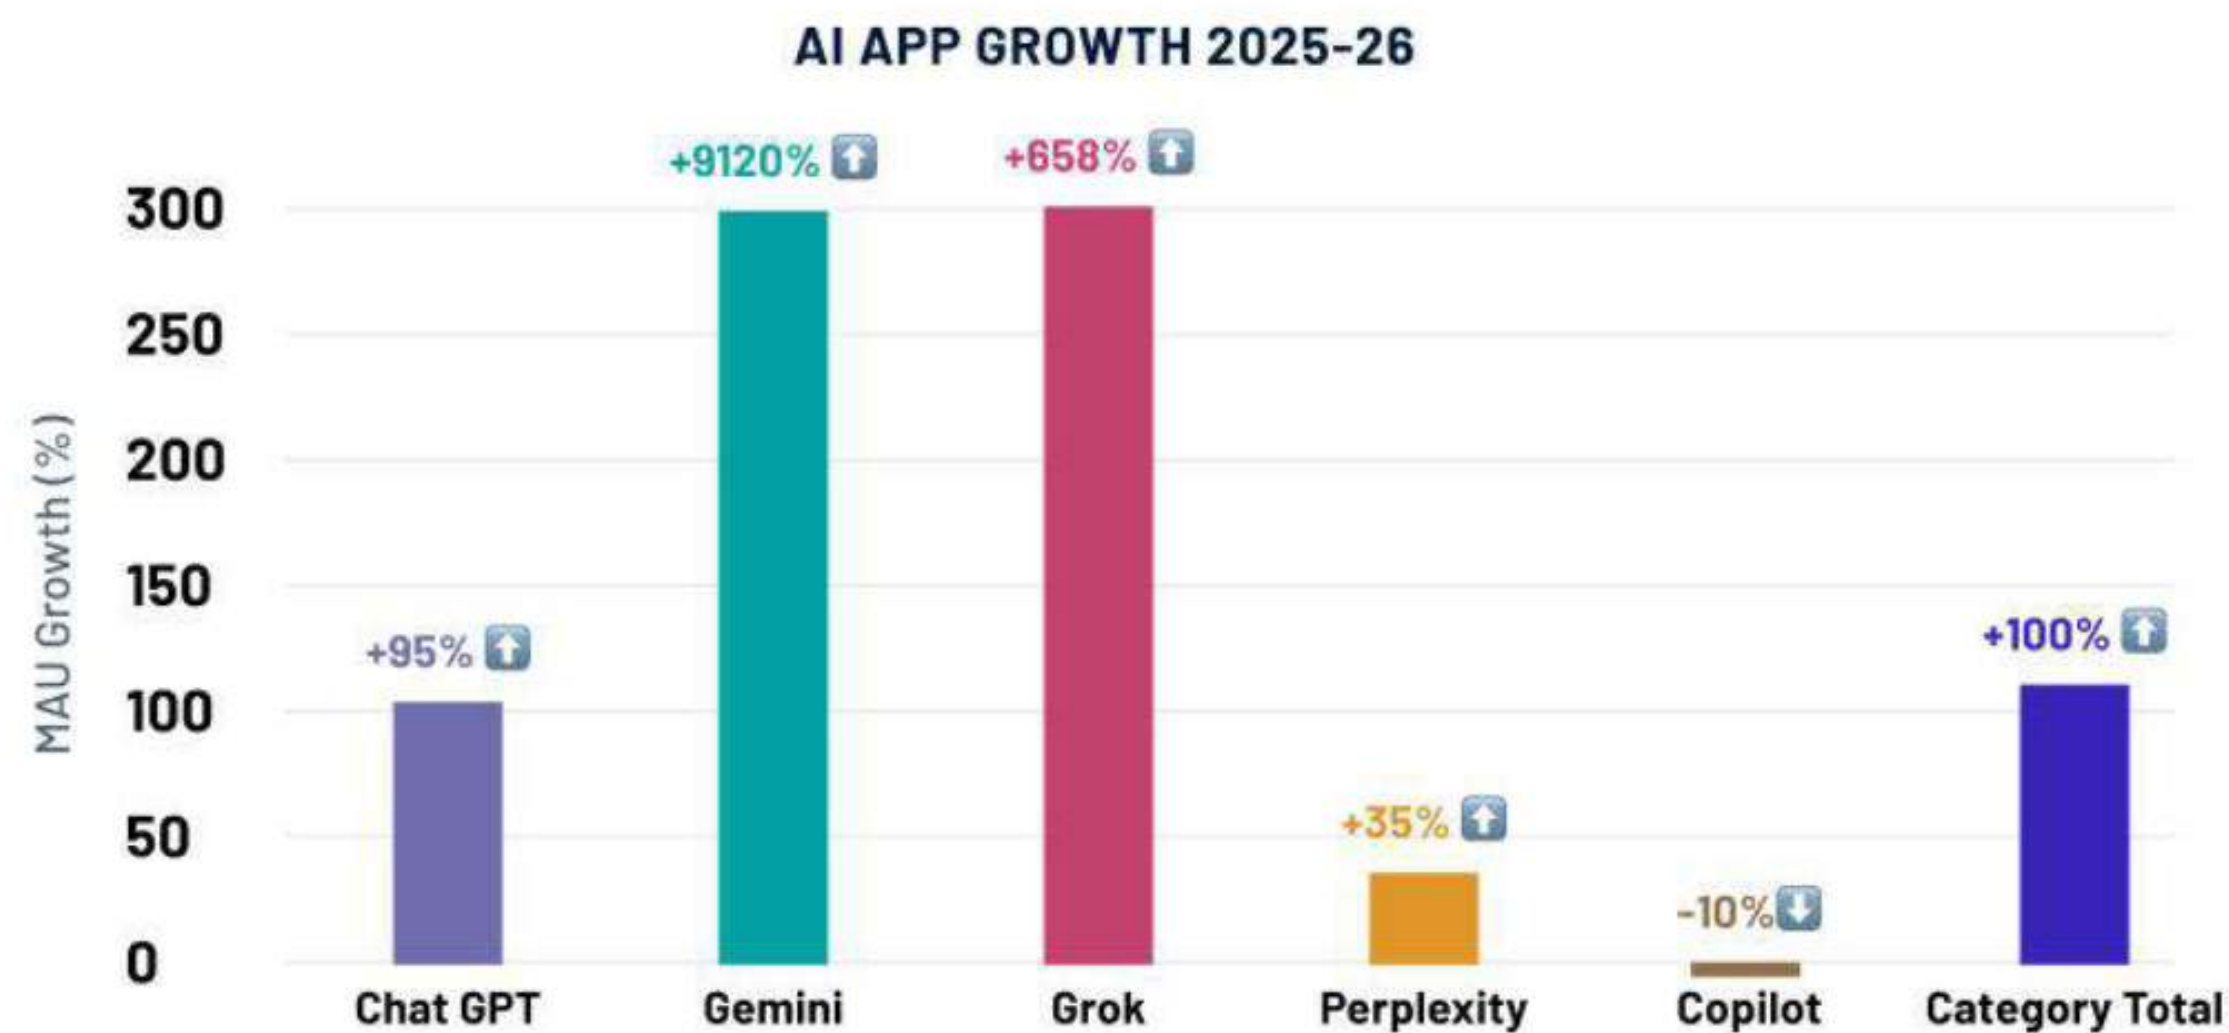 AI APP GROWTH 2025-26
+9120% ⬆
+658% ⬆
300
250
200
150
100
50
0
MAU Growth (%)
+95% ⬆
+35% ⬆
-10%⬇
+100% ⬆
Chat GPT
Gemini
Grok
Perplexity
Copilot
Category Total